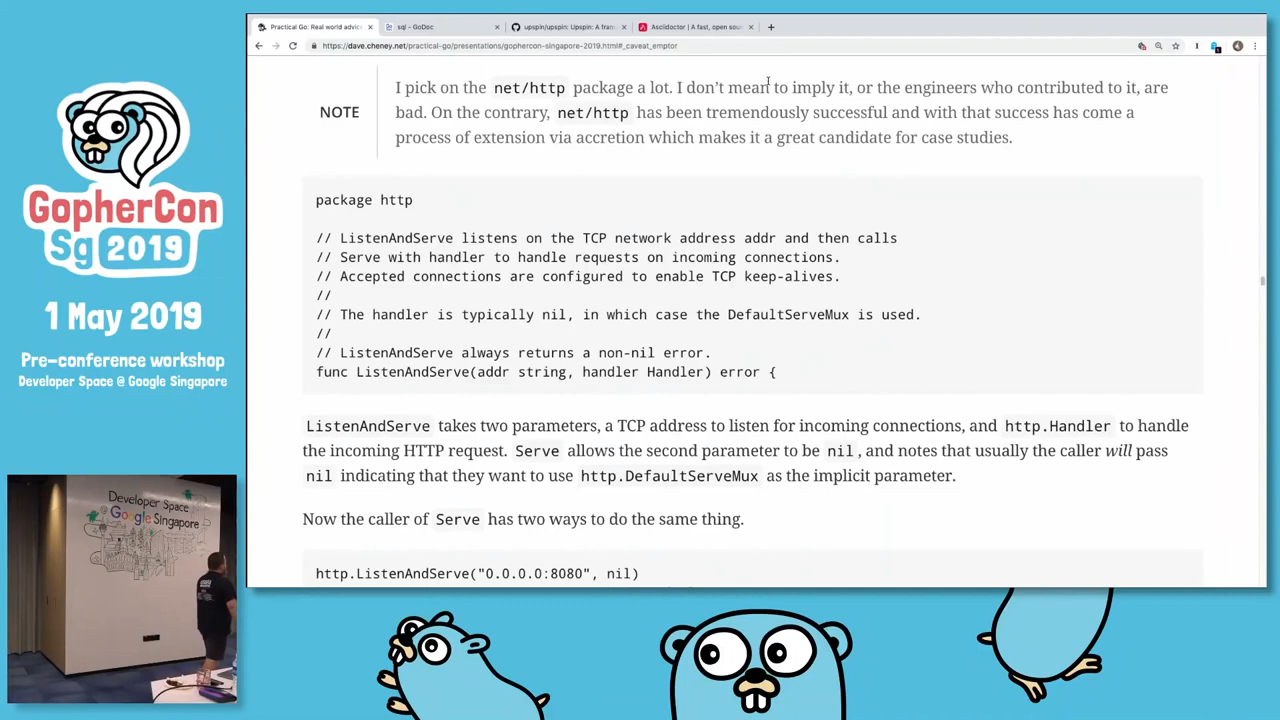 GopherCon
Sg 2019
1 May 2019
Pre-conference workshop
Developer Space @ Google Singapore
Developer Space
@ Google Singapore
Practical Go: Real world advic
sql - GoDoc
upspin/upspin: Upspin: A fram
Asciidoctor | A fast, open sou
https://dave.cheney.net/practical-go/presentations/gophercon-singapore-2019.html#_caveat_emptor
NOTE
I pick on the net/http package a lot. I don’t mean to imply it, or the engineers who contributed to it, are
bad. On the contrary, net/http has been tremendously successful and with that success has come a
process of extension via accretion which makes it a great candidate for case studies.
package http
// ListenAndServe listens on the TCP network address addr and then calls
// Serve with handler to handle requests on incoming connections.
// Accepted connections are configured to enable TCP keep-alives.
//
// The handler is typically nil, in which case the DefaultServeMux is used.
//
// ListenAndServe always returns a non-nil error.
func ListenAndServe(addr string, handler Handler) error {
ListenAndServe takes two parameters, a TCP address to listen for incoming connections, and http.Handler to handle
the incoming HTTP request. Serve allows the second parameter to be nil, and notes that usually the caller will pass
nil indicating that they want to use http.DefaultServeMux as the implicit parameter.
Now the caller of Serve has two ways to do the same thing.
http.ListenAndServe("0.0.0.0:8080", nil)